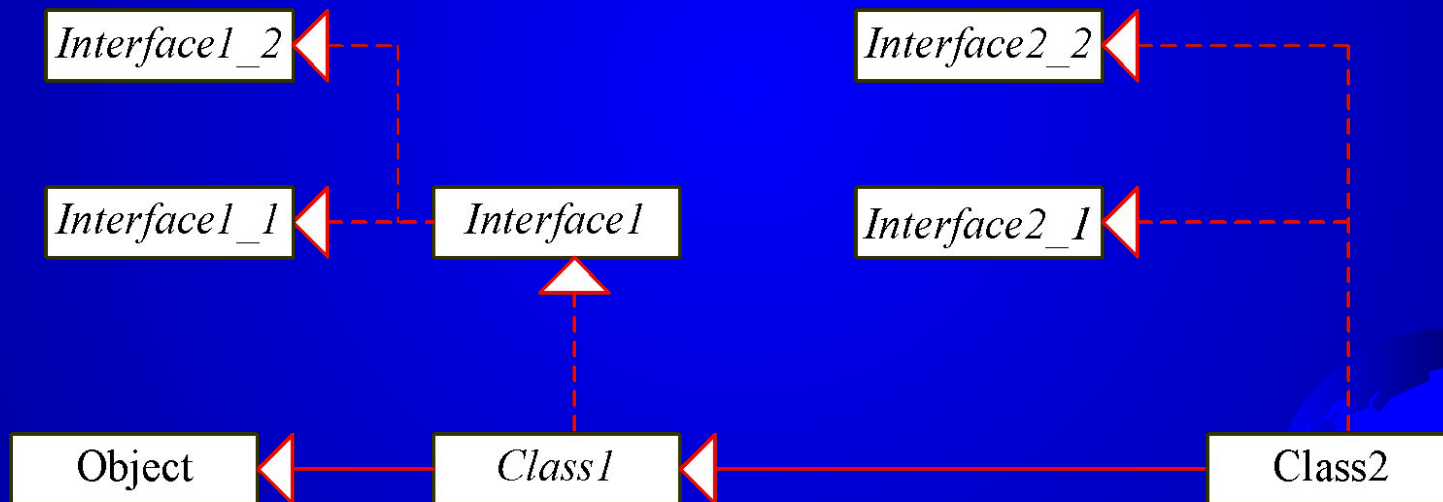 Interface1_2
Interface2_2
Interface1_1
Interface1
Interface2_1
Object
Class1
Class2